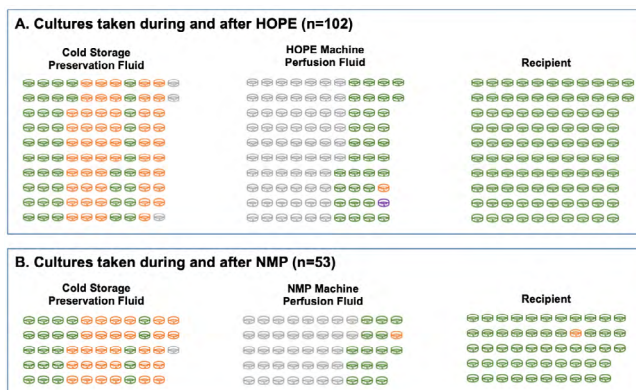 A. Cultures taken during and after HOPE (n=102)
Cold Storage
Preservation Fluid
HOPE Machine
Perfusion Fluid
Recipient
B. Cultures taken during and after NMP (n=53)
Cold Storage
Preservation Fluid
NMP Machine
Perfusion Fluid
Recipient